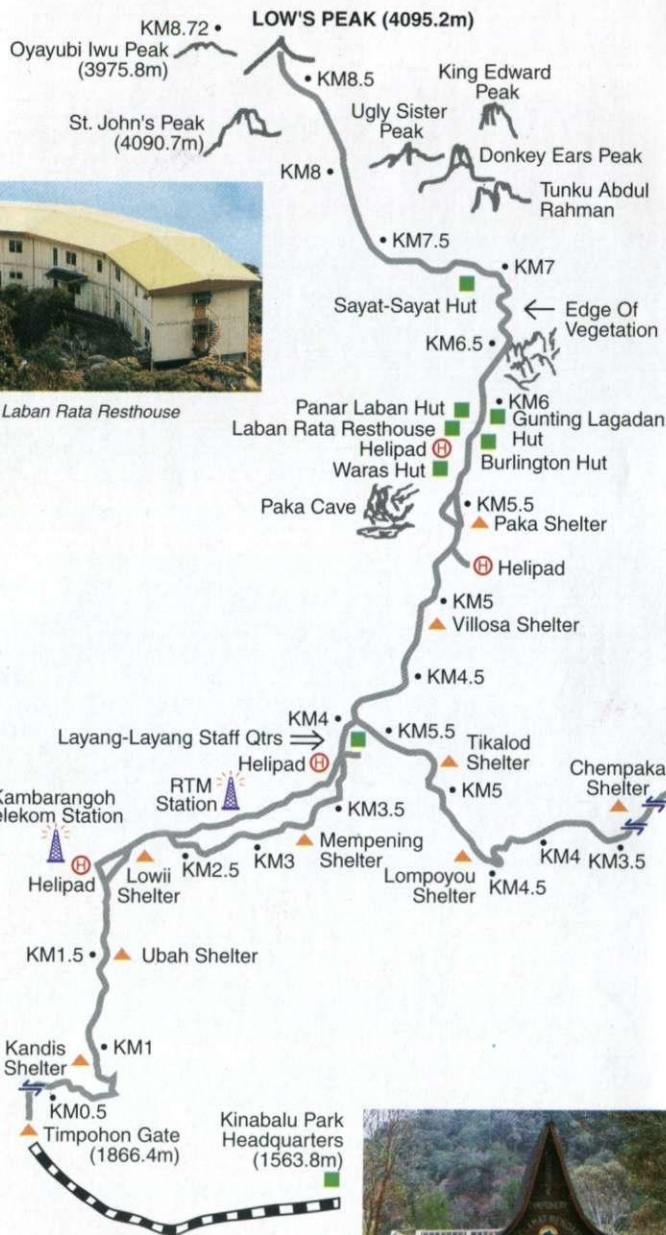 LOW'S PEAK (4095.2m)
KM8.72
Oyayubi Iwu Peak
(3975.8m)
KM8.5
King Edward
Peak
St. John's Peak
(4090.7m)
Ugly Sister
Peak
Donkey Ears Peak
KM8
Tunku Abdul
Rahman
KM7.5
KM7
Sayat-Sayat Hut
Edge Of
Vegetation
KM6.5
Laban Rata Resthouse
Panar Laban Hut
KM6
Gunting Lagadan
Hut
Laban Rata Resthouse
Helipad
H
Burlington Hut
Waras Hut
Paka Cave
KM5.5
Paka Shelter
H
Helipad
KM5
Villosa Shelter
KM4.5
KM4
Layang-Layang Staff Qtrs
KM5.5
Helipad
H
Tikalod
Shelter
Chempaka
Shelter
RTM
Station
KM5
Kambarangoh
Telekom Station
KM3.5
Mempening
Shelter
H
Helipad
Lowii
Shelter
KM2.5
KM3
Lompoyou
Shelter
KM4
KM3.5
KM4.5
KM1.5
Ubah Shelter
Kandis
Shelter
KM1
KM0.5
Timpohon Gate
(1866.4m)
Kinabalu Park
Headquarters
(1563.8m)